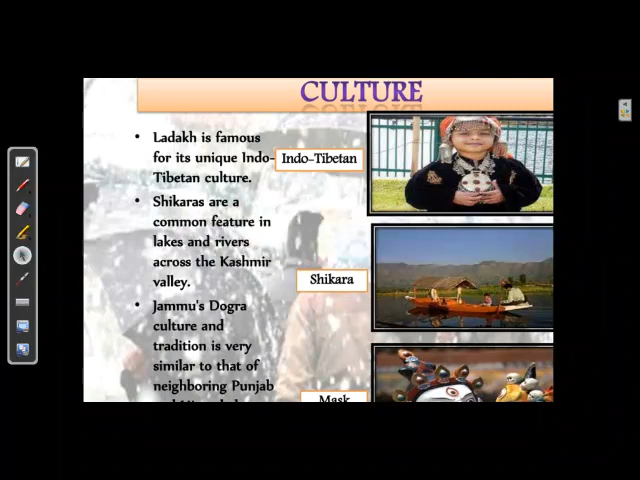 CULTURE
Ladakh is famous
for its unique Indo-
Tibetan culture.
Shikaras are a
common feature in
lakes and rivers
across the Kashmir
valley.
Jammu's Dogra
culture and
tradition is very
similar to that of
neighboring Punjab
Indo-Tibetan
Shikara
Mask